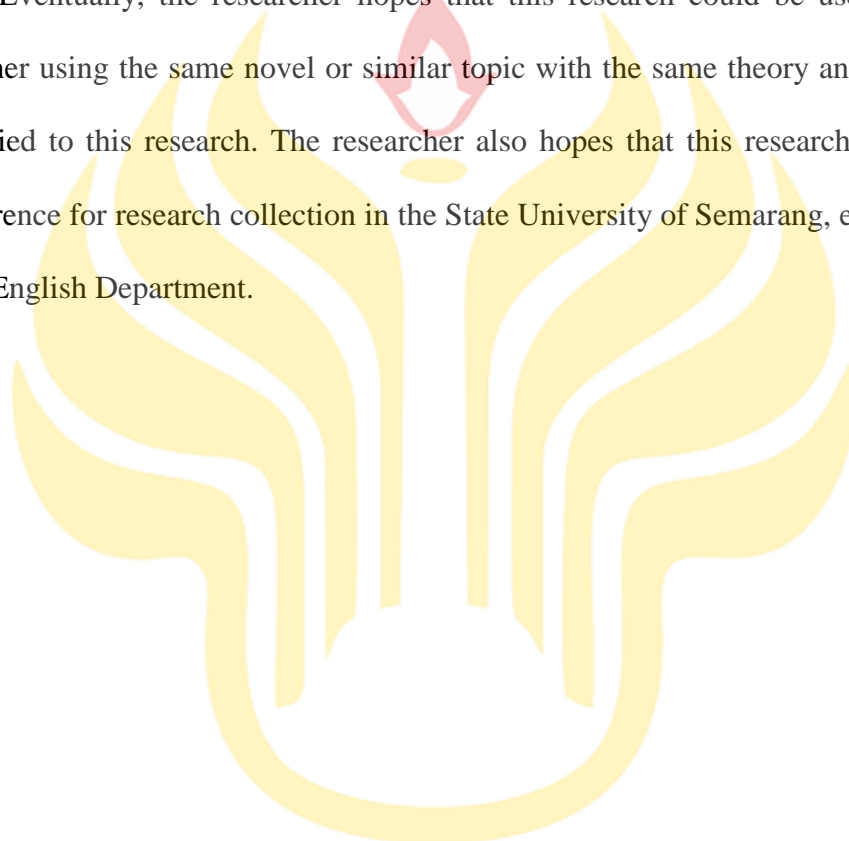 Eventually, the researcher hopes that this research could be use
er using the same novel or similar topic with the same theory an
ied to this research. The researcher also hopes that this research
rence for research collection in the State University of Semarang, e
English Department.